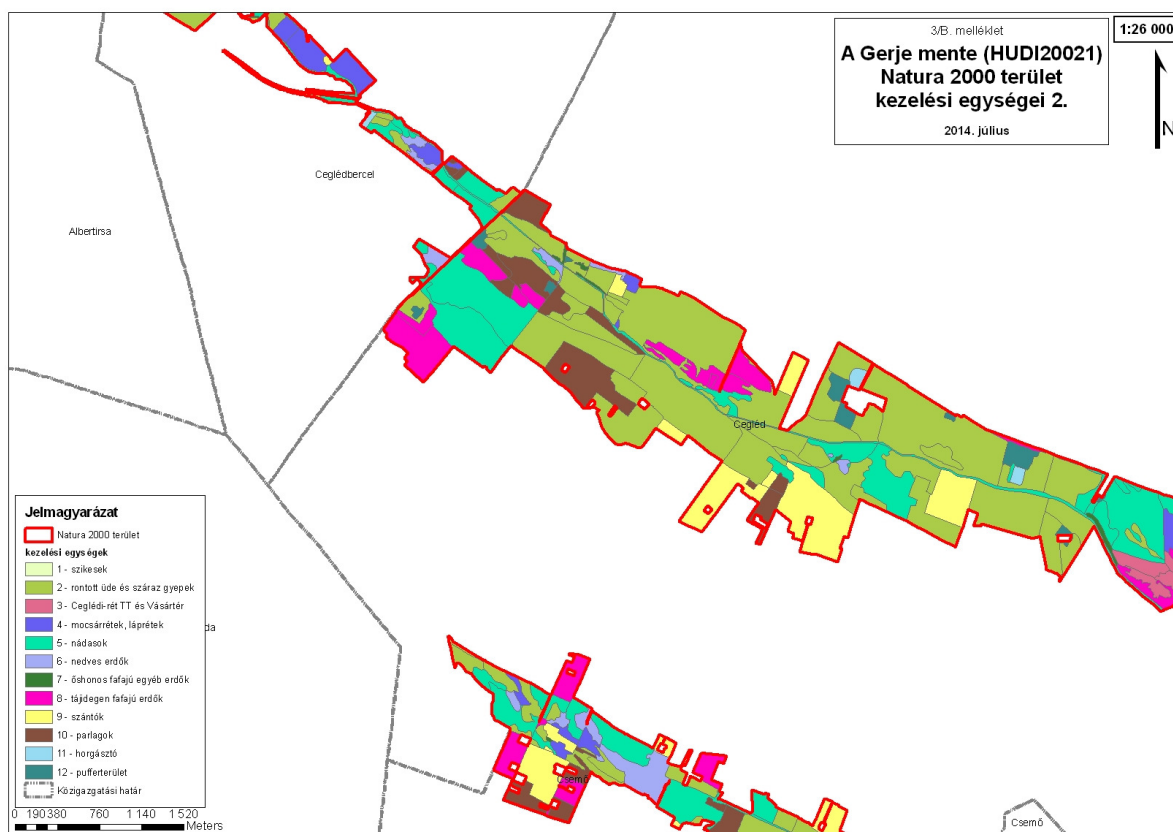 3/B. melléklet
A Gerje mente (HUDI20021)
Natura 2000 terület
kezelési egységei 2.
2014. július
1:26 000
N
Ceglédbercel
Albertirsa
Cegléd
Jelmagyarázat
Natura 2000 terület
kezelési egységek
1 - szikesek
2 - rontott üde és száraz gyepek
3 - Ceglédi-rét TT és Vásártér
4 - mocsárrétek, láprétek
5 - nádasok
6 - nedves erdők
7 - őshonos fafajú egyéb erdők
8 - tájidegen fafajú erdők
9 - szántók
10 - parlagok
11 - horgásztó
12 - pufferterület
Közigazgatási határ
da
0 190 380 760 1 140 1 520
Meters
Csemő
Csemő